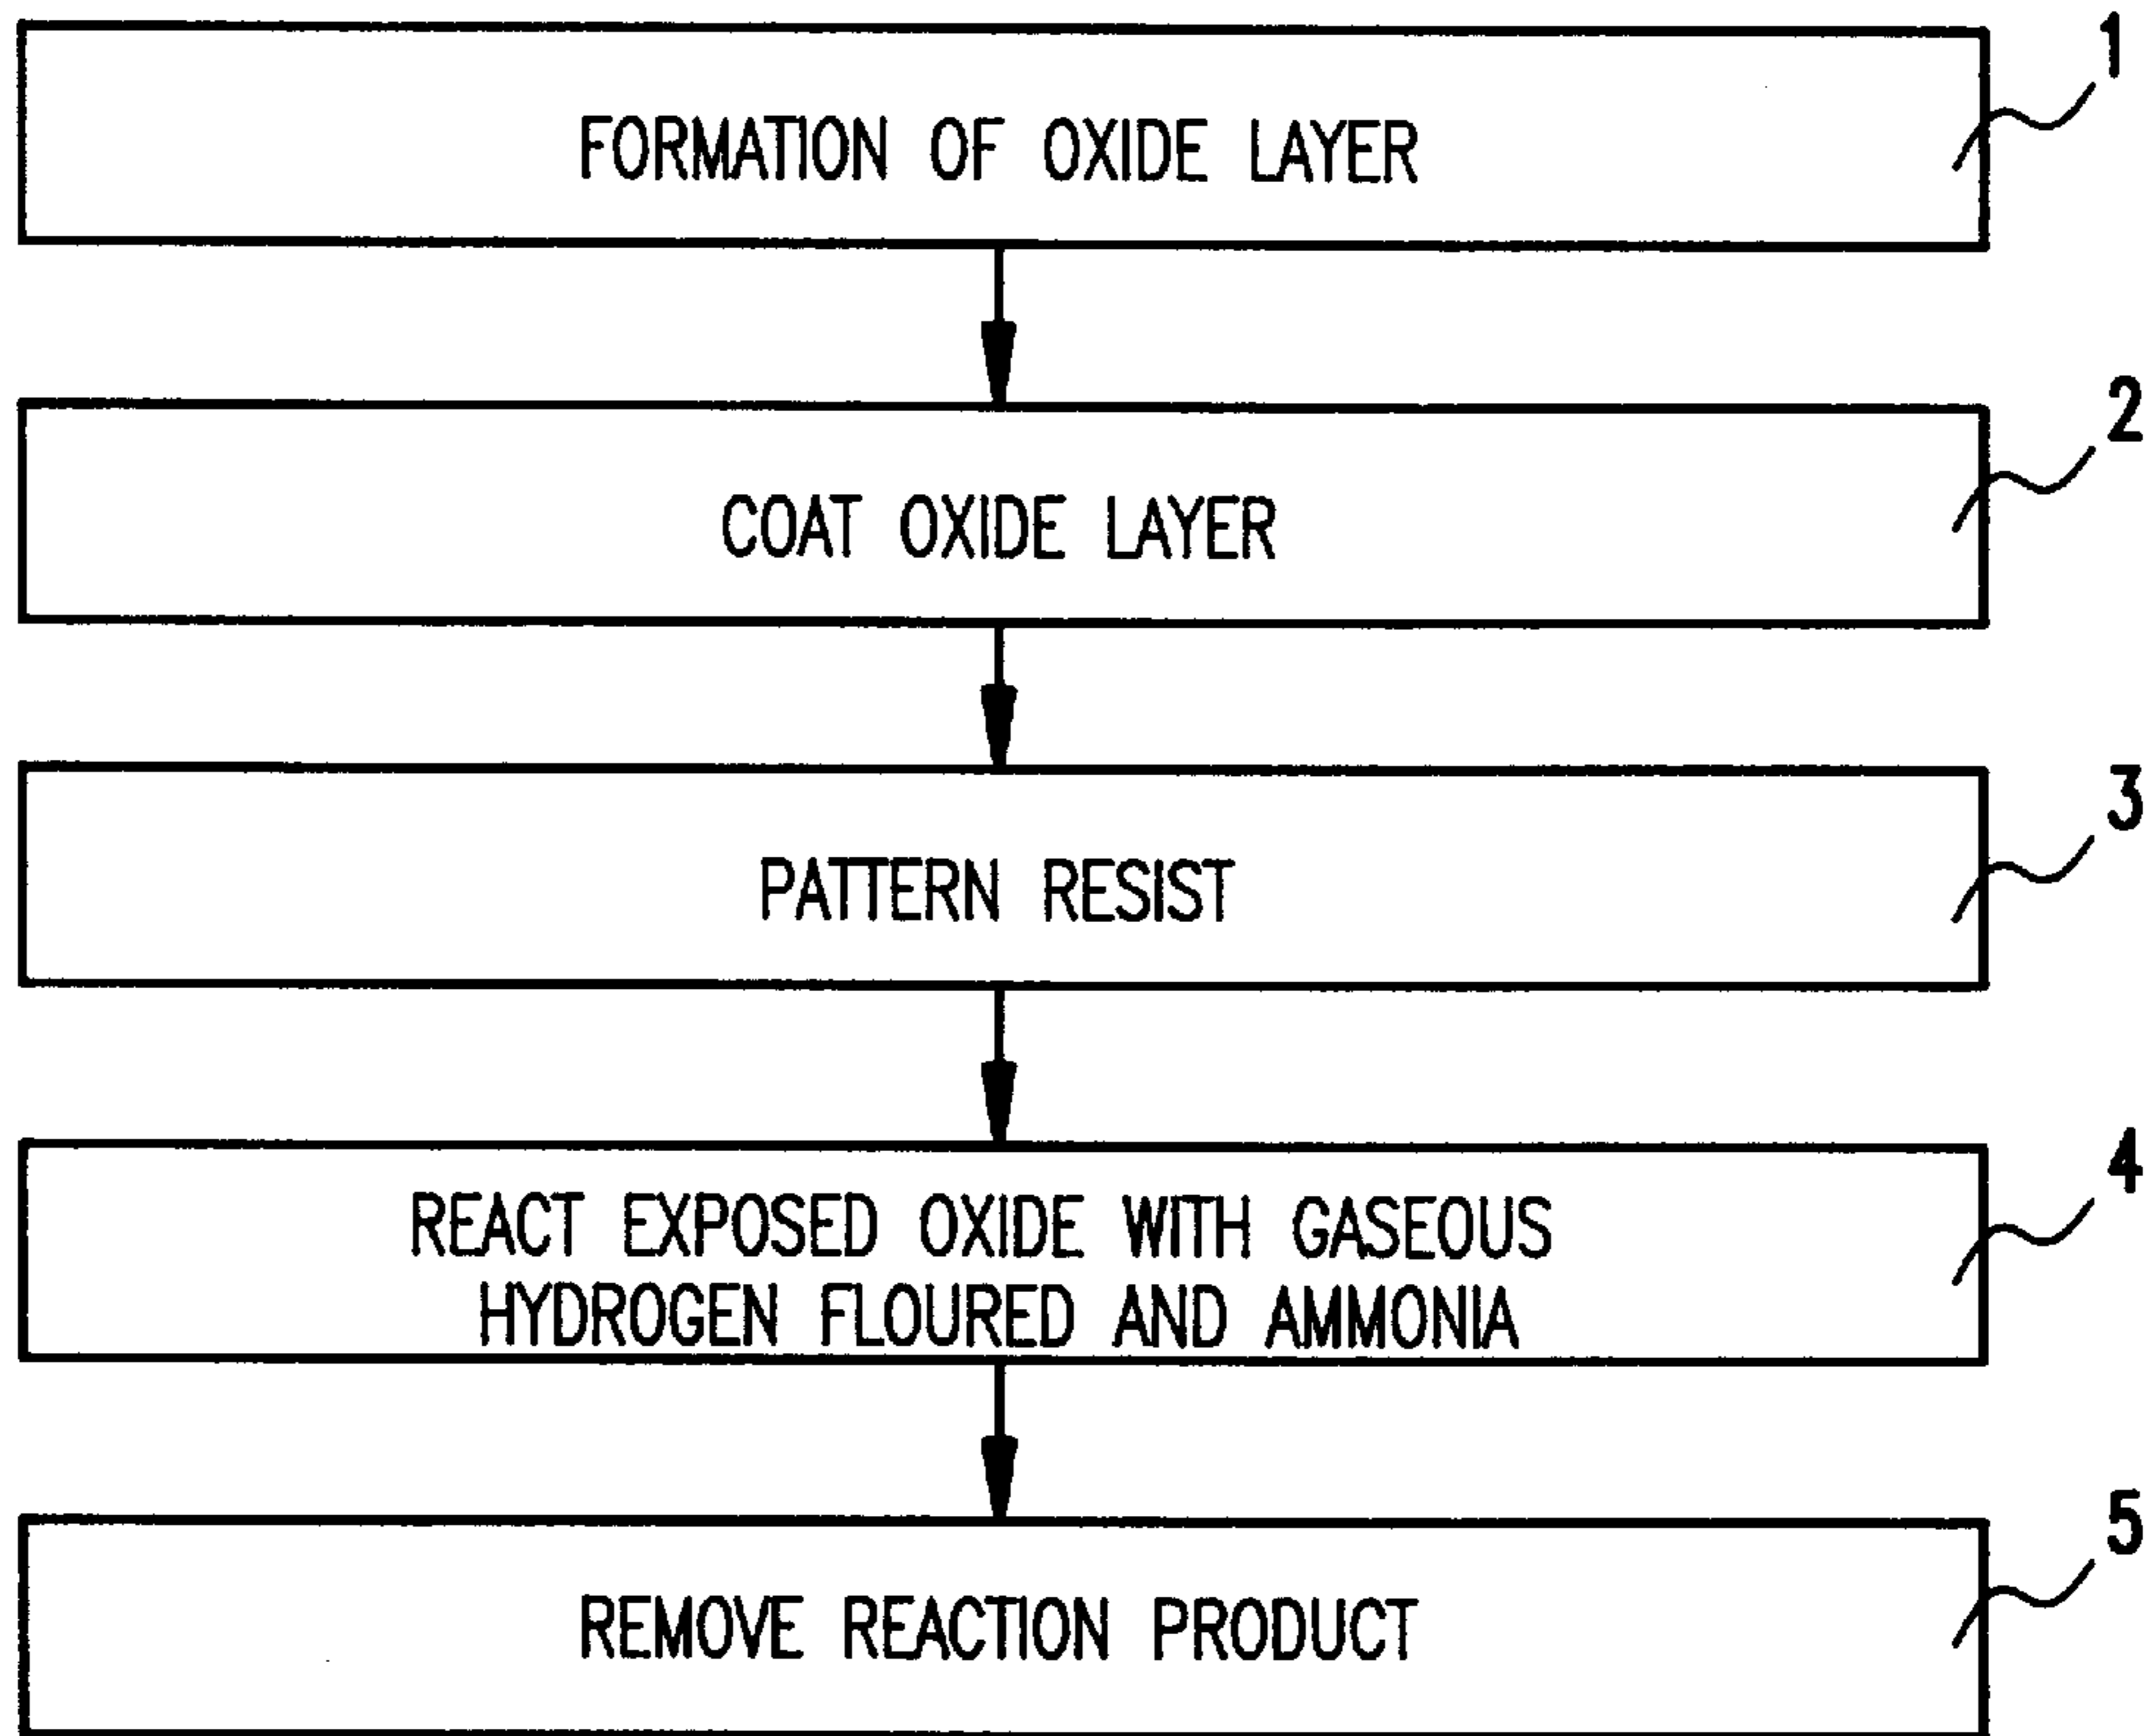 1
FORMATION OF OXIDE LAYER
2
COAT OXIDE LAYER
3
PATTERN RESIST
4
REACT EXPOSED OXIDE WITH GASEOUS
HYDROGEN FLOURED AND AMMONIA
5
REMOVE REACTION PRODUCT